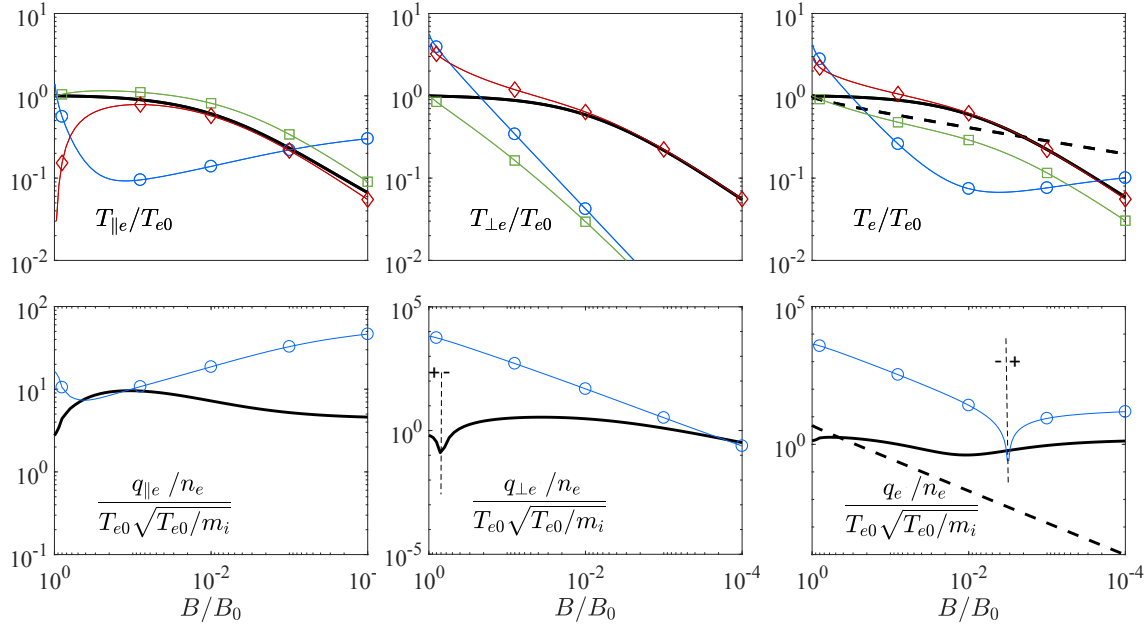 10^1
10^0
10^-1
10^-2
T_∥e/T_e0
10^1
10^0
10^-1
10^-2
T_⊥e/T_e0
10^1
10^0
10^-1
10^-2
T_e/T_e0
10^2
10^1
10^0
10^-1
q_∥e /n_e
T_e0√T_e0/m_i
10^0 10^-2 10^-
B/B_0
10^5
10^0
10^-5
+-
q_⊥e /n_e
T_e0√T_e0/m_i
10^0 10^-2 10^-4
B/B_0
10^5
10^0
- +
q_e /n_e
T_e0√T_e0/m_i
10^0 10^-2 10^-4
B/B_0